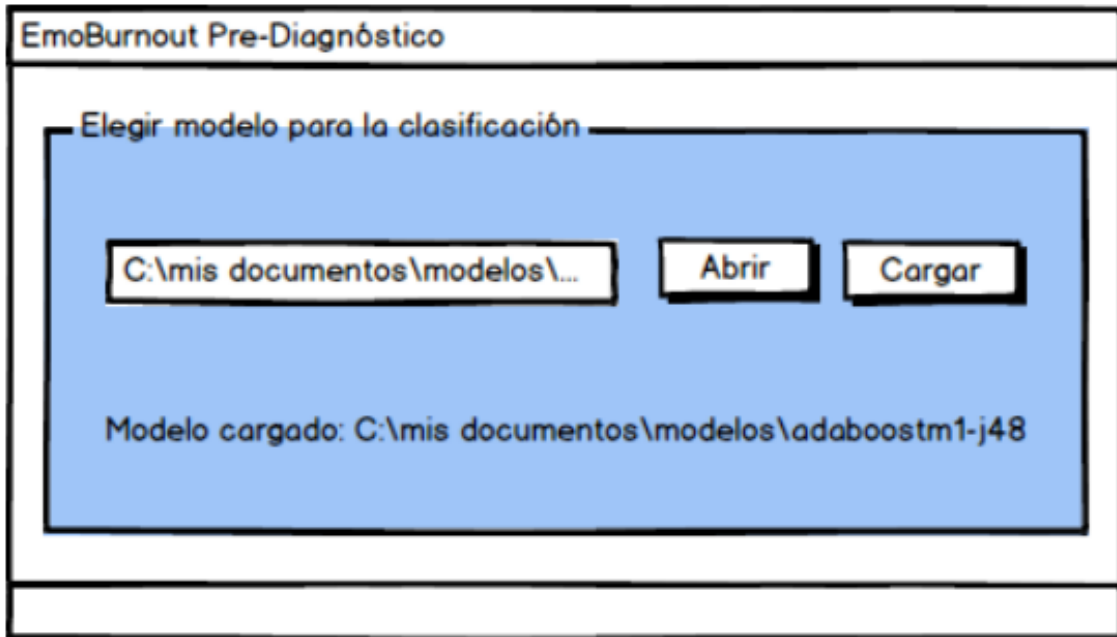 EmoBurnout Pre-Diagnóstico
Elegir modelo para la clasificación
C:\mis documentos\modelos\... Abrir Cargar
Modelo cargado: C:\mis documentos\modelos\adaboostm1-j48